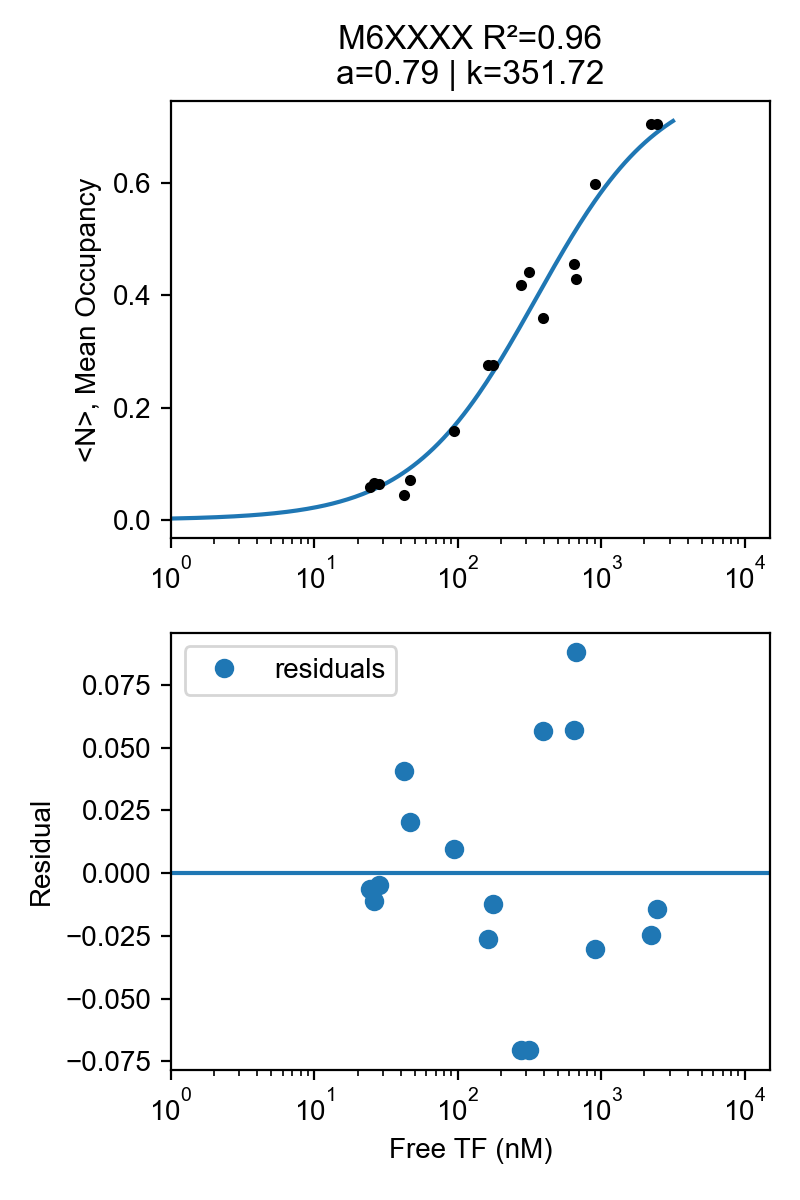 M6XXXX R²=0.96
a=0.79 | k=351.72
<N>, Mean Occupancy
0.6
0.4
0.2
0.0
10⁰ 10¹ 10² 10³ 10⁴
residuals
Residual
0.075
0.050
0.025
0.000
−0.025
−0.050
−0.075
10⁰ 10¹ 10² 10³ 10⁴
Free TF (nM)